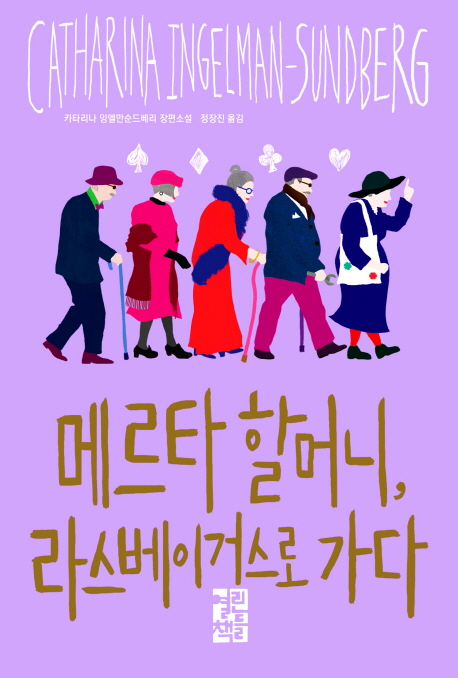 CATHARINA INGELMAN-SUNDBERG
카타리나 잉엘만순드베리 장편소설 정장진 옮김
메르타 할머니,
라스베이거스로 가다
열린책들